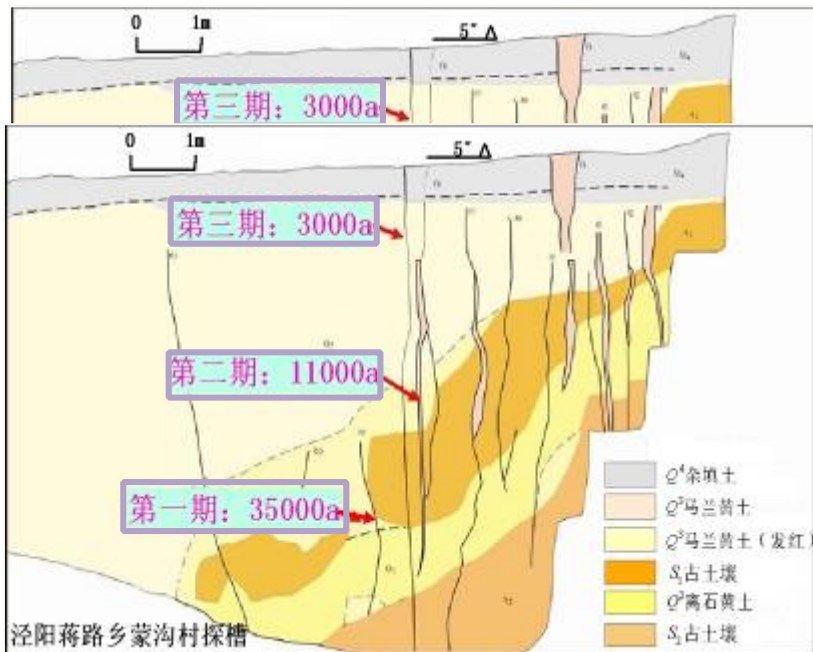 0 1m
5° Δ
第三期：3000a
0 1m
5° Δ
第三期：3000a
第二期：11000a
第一期：35000a
Q⁴杂填土
Q³马兰黄土
Q³马兰黄土（发红）
S₁古土壤
Q²离石黄土
S₂古土壤
泾阳蒋路乡蒙沟村探槽